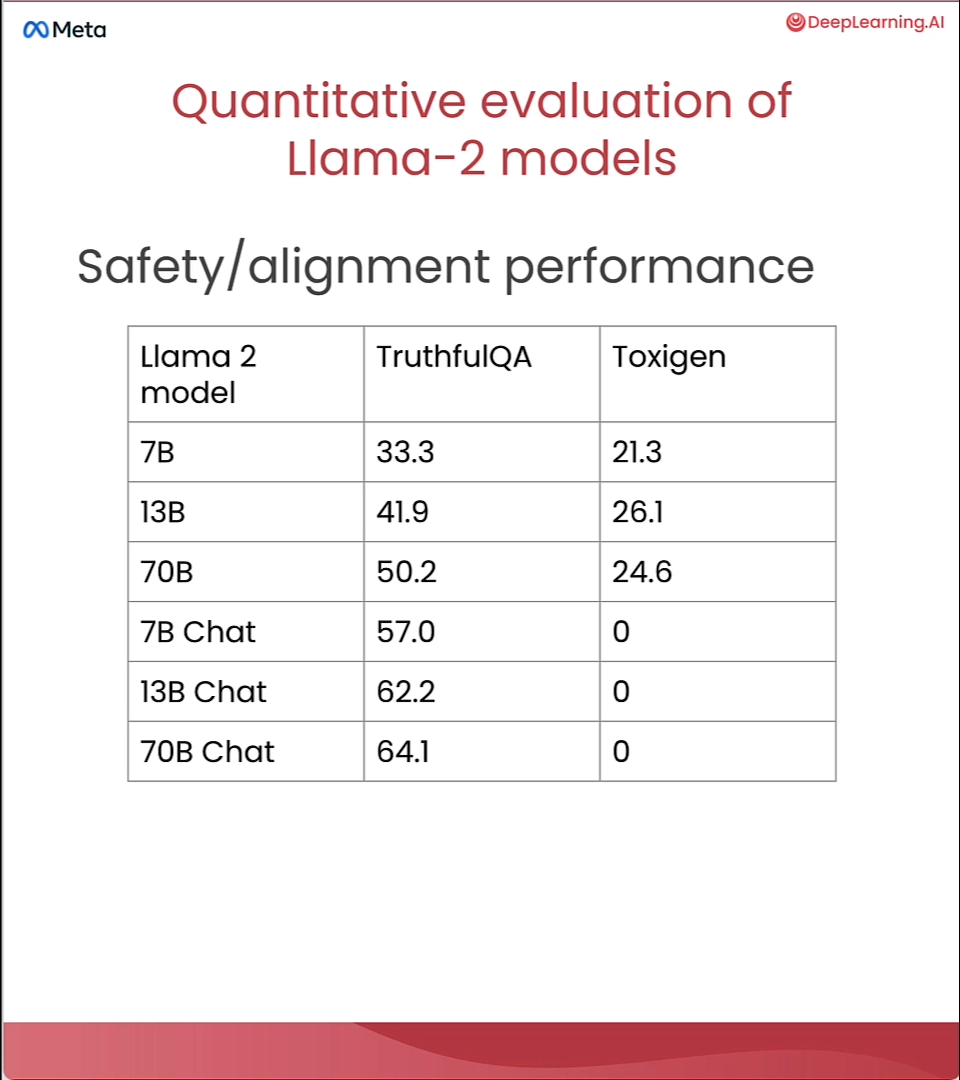 Meta
DeepLearning.AI
Quantitative evaluation of
Llama-2 models
Safety/alignment performance
Llama 2 model TruthfulQA Toxigen
7B 33.3 21.3
13B 41.9 26.1
70B 50.2 24.6
7B Chat 57.0 0
13B Chat 62.2 0
70B Chat 64.1 0